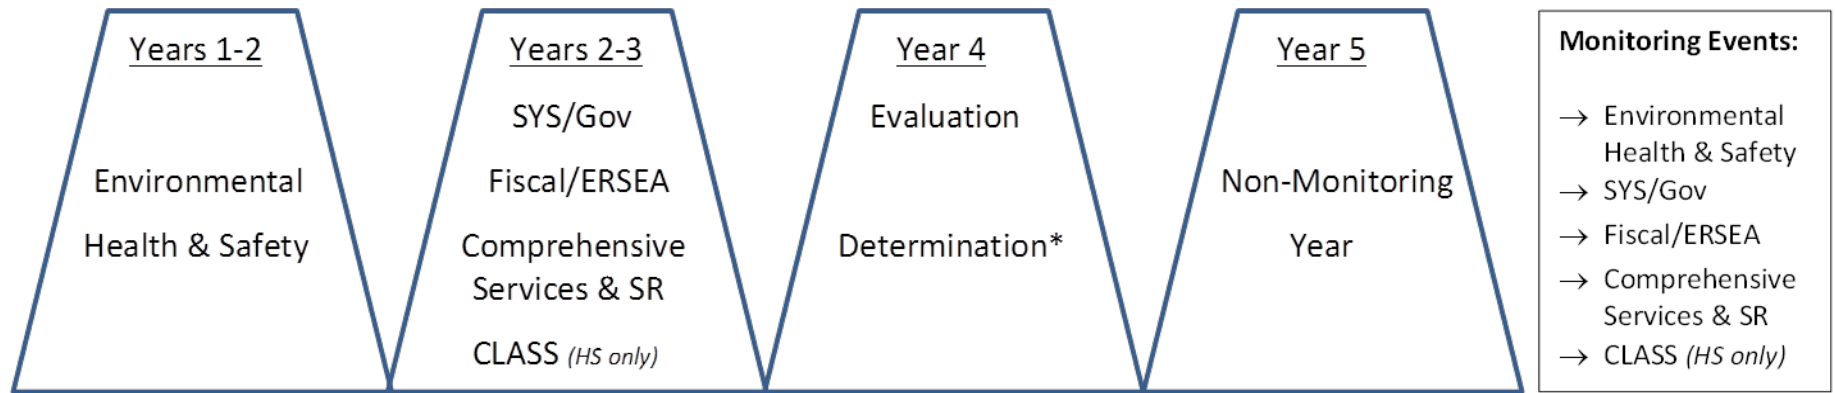 Years 1-2
Environmental
Health & Safety
Years 2-3
SYS/Gov
Fiscal/ERSEA
Comprehensive
Services & SR
CLASS (HS only)
Year 4
Evaluation
Determination*
Year 5
Non-Monitoring
Year
Monitoring Events:
→ Environmental
Health & Safety
→ SYS/Gov
→ Fiscal/ERSEA
→ Comprehensive
Services & SR
→ CLASS (HS only)